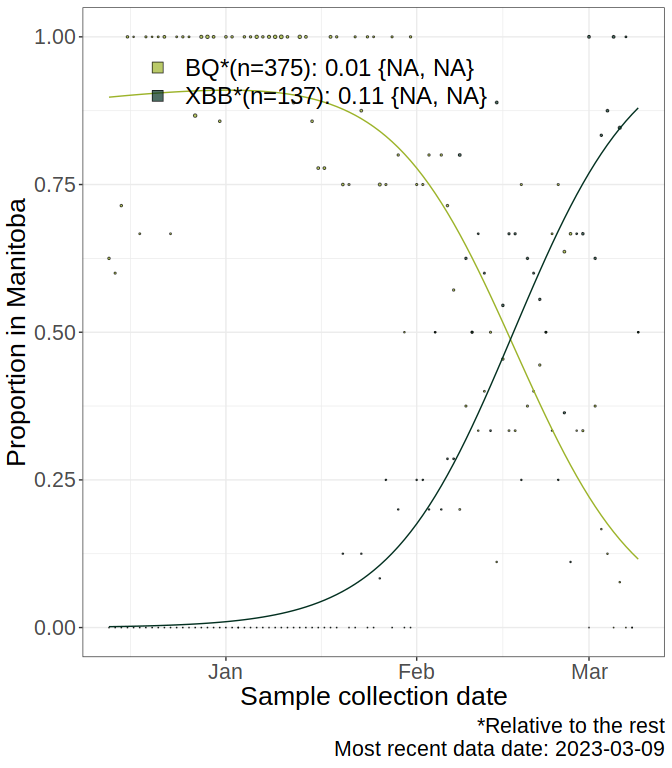 1.00
BQ*(n=375): 0.01 {NA, NA}
XBB*(n=137): 0.11 {NA, NA}
0.75
Proportion in Manitoba
0.50
0.25
0.00
Jan Feb Mar
Sample collection date
*Relative to the rest
Most recent data date: 2023-03-09